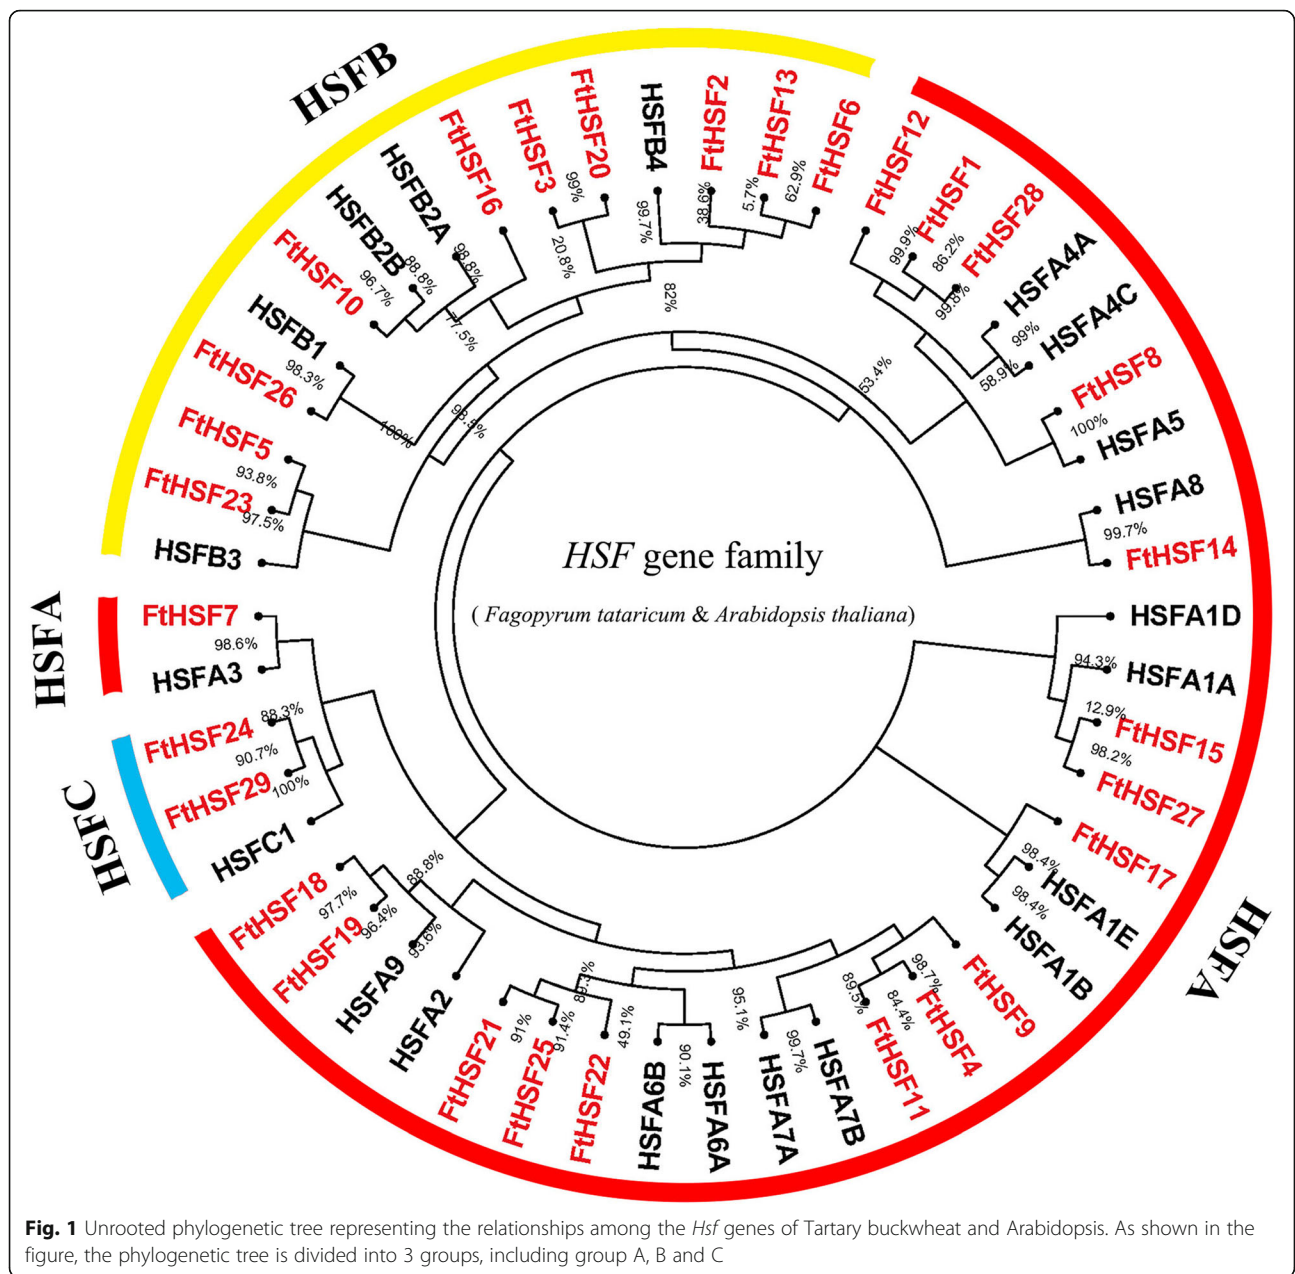 HSFB
FtHSF10
HSFB2B
HSFB2A
FtHSF16
FtHSF3
FtHSF20
HSFB4
FtHSF2
FtHSF13
FtHSF6
FtHSF12
FtHSF1
FtHSF28
HSFA4A
HSFA4C
FtHSF8
HSFA5
HSFA8
FtHSF14
HSFA1D
HSFA1A
FtHSF15
FtHSF27
FtHSF17
HSFA1E
HSFA1B
HSFA
FtHSF9
FtHSF4
FtHSF11
HSFA7B
HSFA7A
HSFA6A
HSFA6B
FtHSF22
FtHSF25
FtHSF21
HSFA2
HSFA9
FtHSF19
FtHSF18
HSFC1
FtHSF29
FtHSF24
HSFC
HSFA3
FtHSF7
HSFA
HSFB3
FtHSF23
FtHSF5
FtHSF26
HSFB1
96.7%
88.8%
98.8%
77.5%
20.8%
99%
99.7%
38.6%
5.7%
62.9%
82%
99.9%
86.2%
99.8%
99%
58.9%
53.4%
100%
99.7%
94.3%
12.9%
98.2%
98.4%
98.4%
98.7%
84.4%
89.5%
99.7%
95.1%
90.1%
49.1%
89.3%
91.4%
91%
93.6%
88.8%
96.4%
97.7%
100%
90.7%
88.3%
98.6%
97.5%
93.8%
98.3%
100%
HSF gene family
( Fagopyrum tataricum & Arabidopsis thaliana)
Fig. 1 Unrooted phylogenetic tree representing the relationships among the Hsf genes of Tartary buckwheat and Arabidopsis. As shown in the
figure, the phylogenetic tree is divided into 3 groups, including group A, B and C